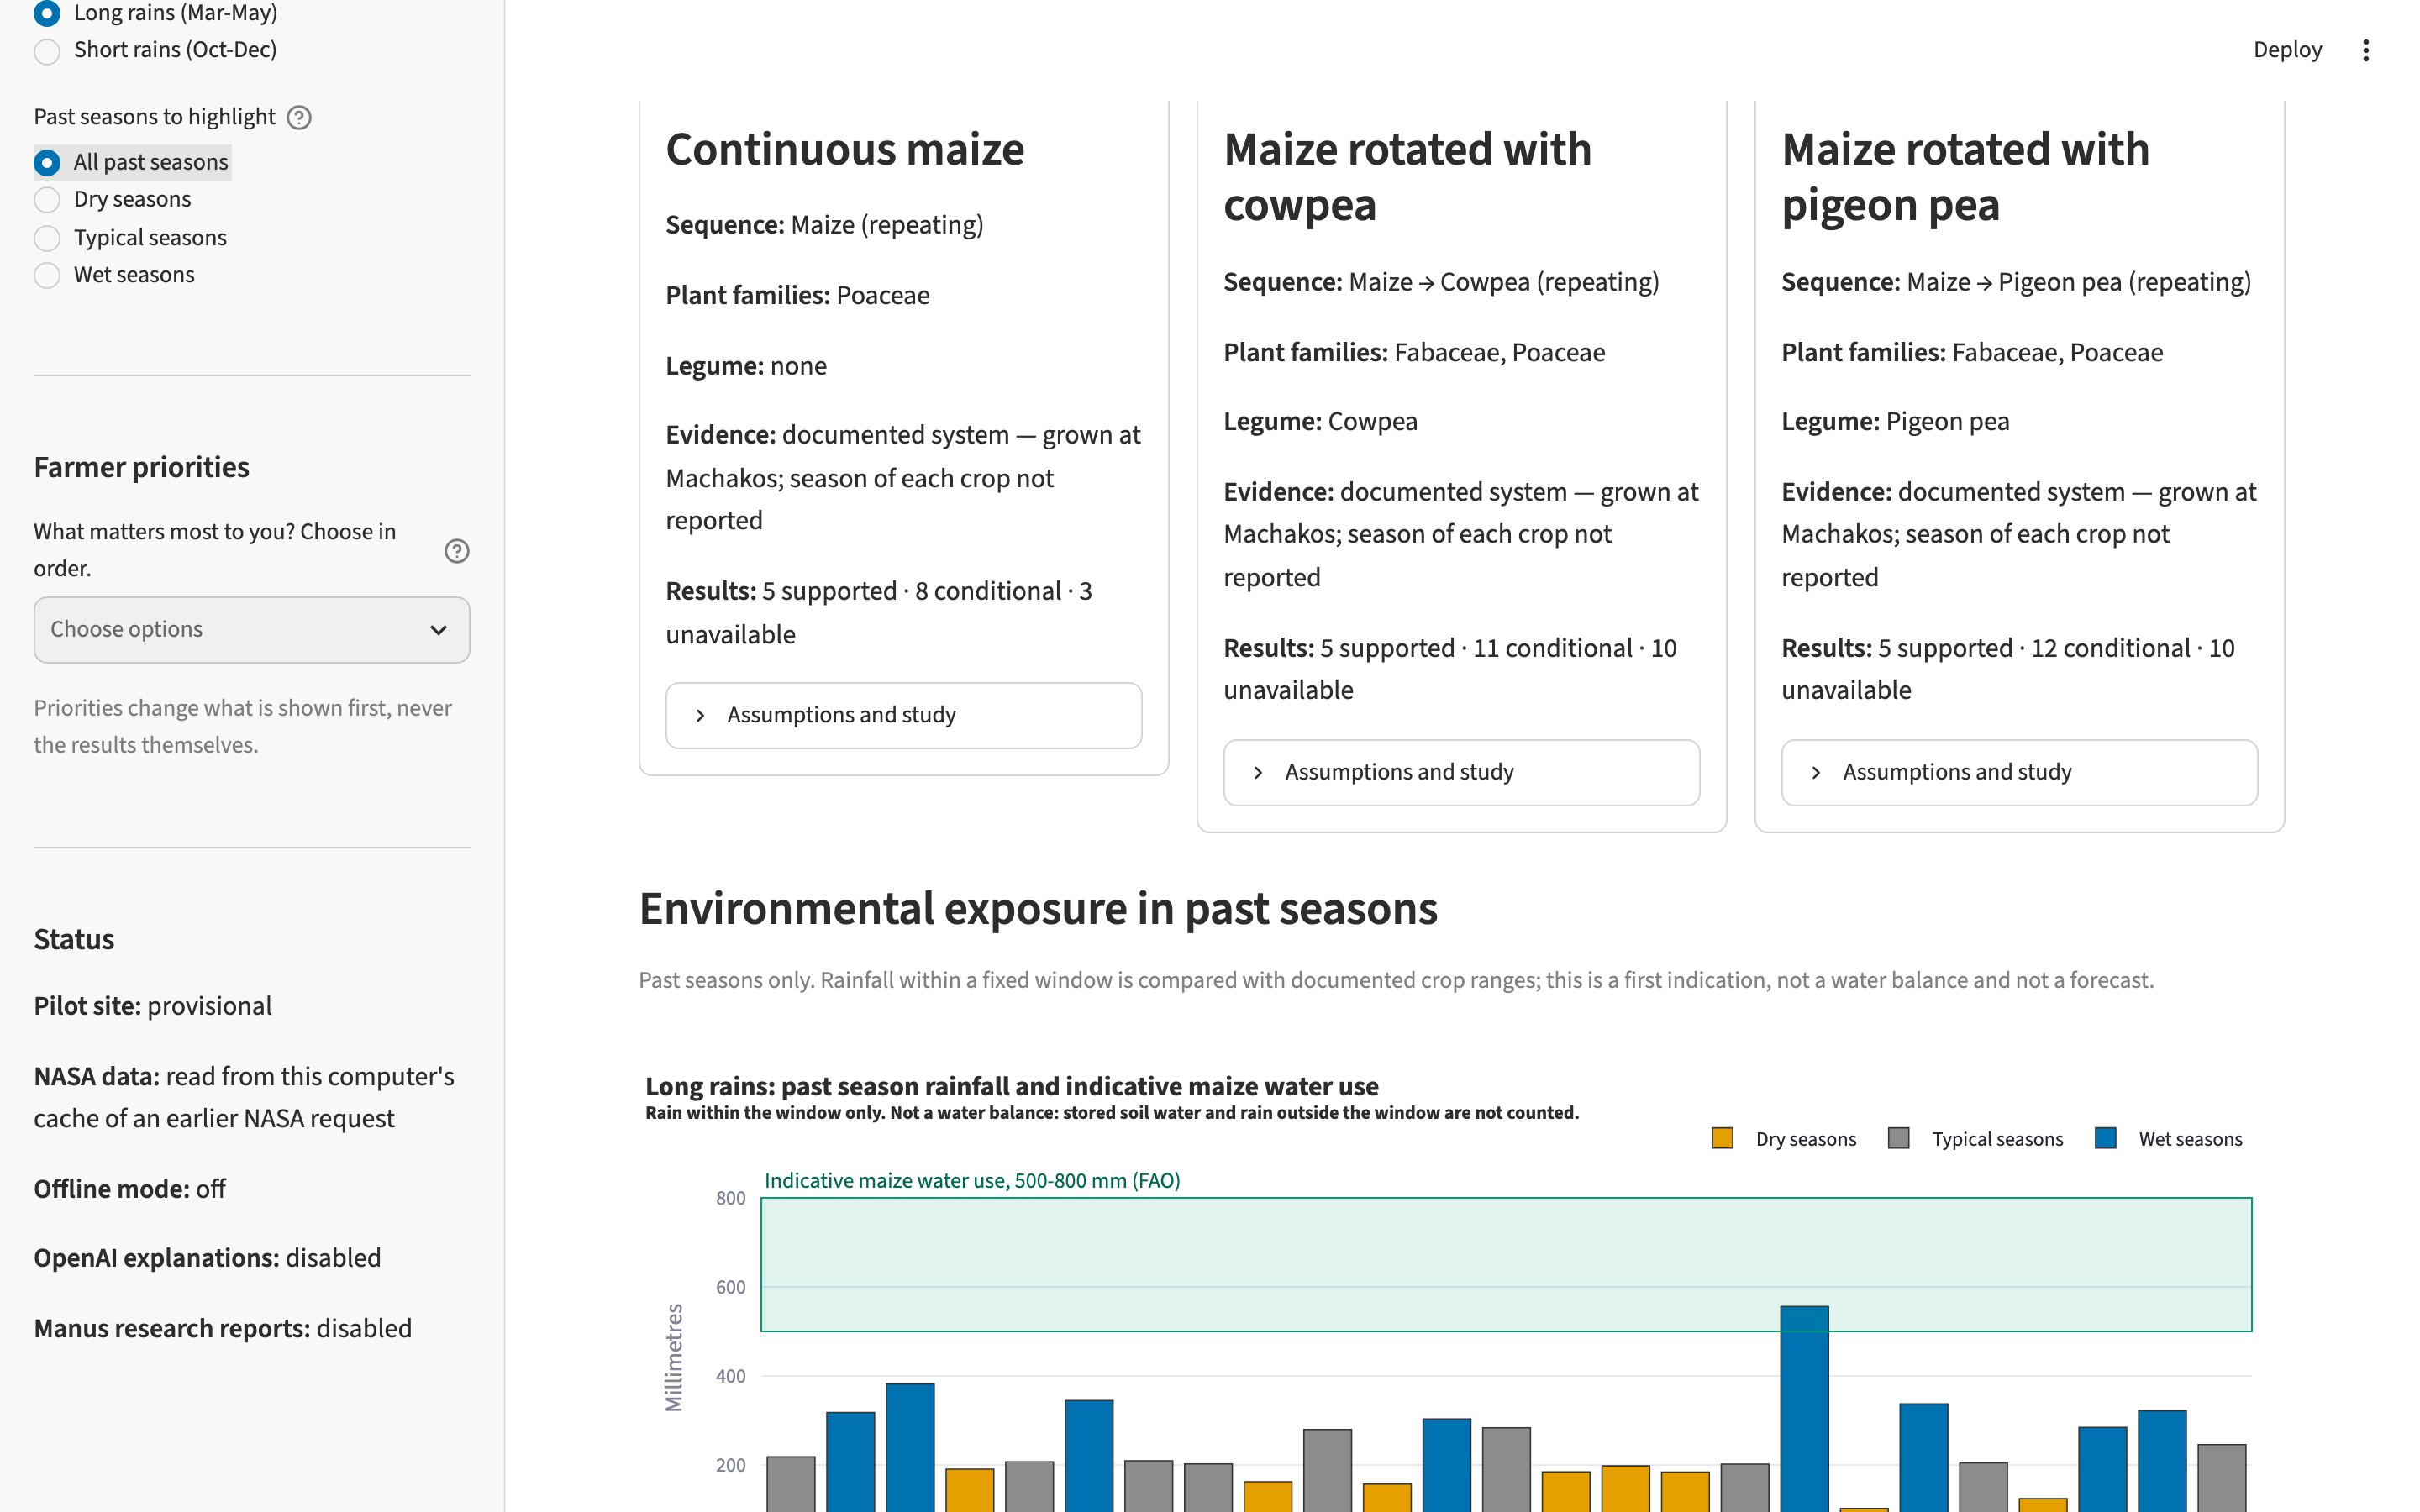 Long rains (Mar-May)
Short rains (Oct-Dec)
Past seasons to highlight
All past seasons
Dry seasons
Typical seasons
Wet seasons
Farmer priorities
What matters most to you? Choose in
order.
Choose options
Priorities change what is shown first, never
the results themselves.
Status
Pilot site: provisional
NASA data: read from this computer's
cache of an earlier NASA request
Offline mode: off
OpenAI explanations: disabled
Manus research reports: disabled
Deploy
Continuous maize
Sequence: Maize (repeating)
Plant families: Poaceae
Legume: none
Evidence: documented system — grown at
Machakos; season of each crop not
reported
Results: 5 supported · 8 conditional · 3
unavailable
Assumptions and study
Maize rotated with
cowpea
Sequence: Maize → Cowpea (repeating)
Plant families: Fabaceae, Poaceae
Legume: Cowpea
Evidence: documented system — grown at
Machakos; season of each crop not
reported
Results: 5 supported · 11 conditional · 10
unavailable
Assumptions and study
Maize rotated with
pigeon pea
Sequence: Maize → Pigeon pea (repeating)
Plant families: Fabaceae, Poaceae
Legume: Pigeon pea
Evidence: documented system — grown at
Machakos; season of each crop not
reported
Results: 5 supported · 12 conditional · 10
unavailable
Assumptions and study
Environmental exposure in past seasons
Past seasons only. Rainfall within a fixed window is compared with documented crop ranges; this is a first indication, not a water balance and not a forecast.
Long rains: past season rainfall and indicative maize water use
Rain within the window only. Not a water balance: stored soil water and rain outside the window are not counted.
Dry seasons
Typical seasons
Wet seasons
Indicative maize water use, 500-800 mm (FAO)
800
600
400
200
Millimetres